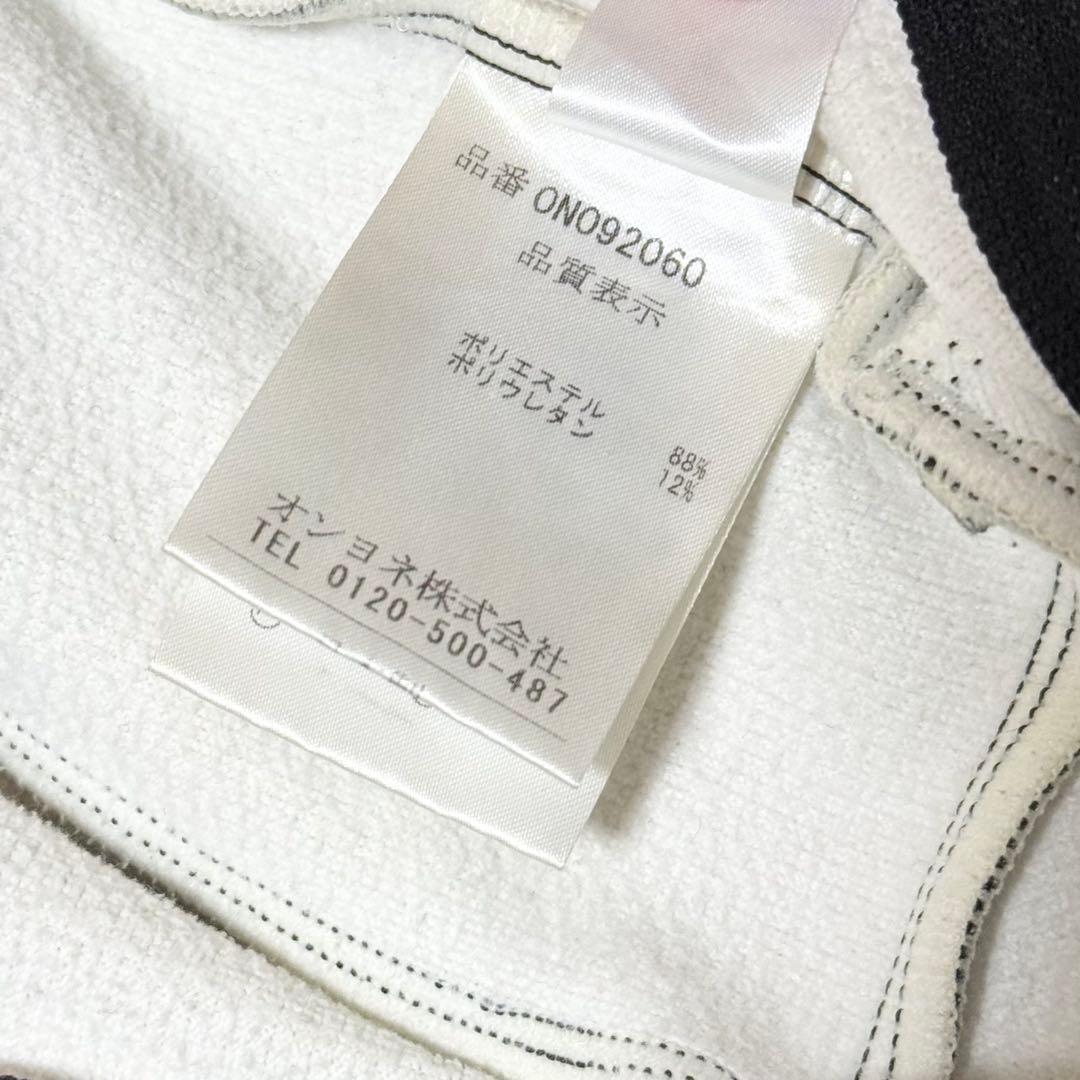 品番 ON092060
品質表示
ポリエステル 88%
ポリウレタン 12%
オンヨネ株式会社
TEL 0120-500-487